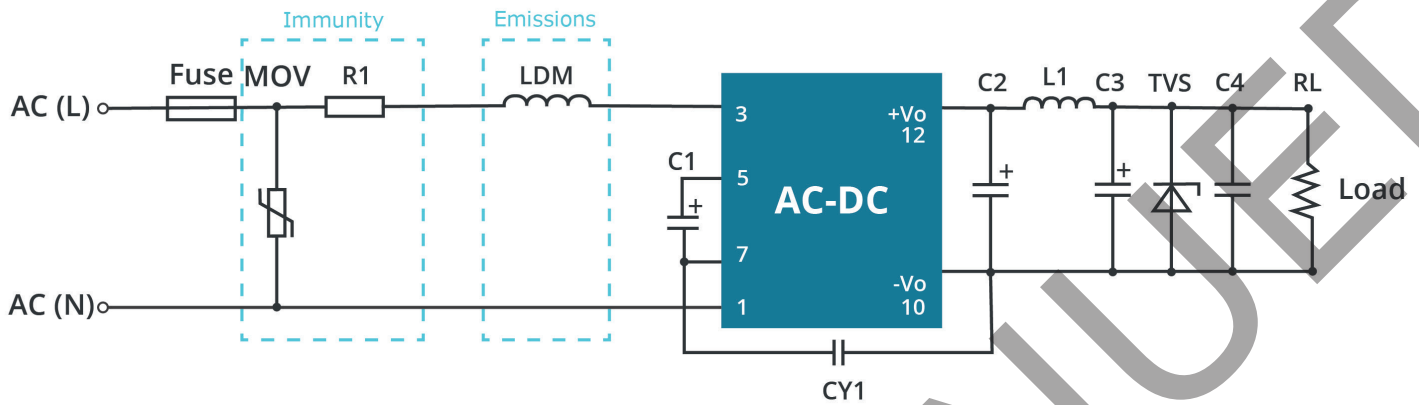 Immunity
Emissions
Fuse MOV R1 LDM
AC (L)
AC (N)
C1
+
3
5
7
1
AC-DC
+Vo
12
-Vo
10
C2 L1 C3 TVS C4 RL
+
+
Load
CY1